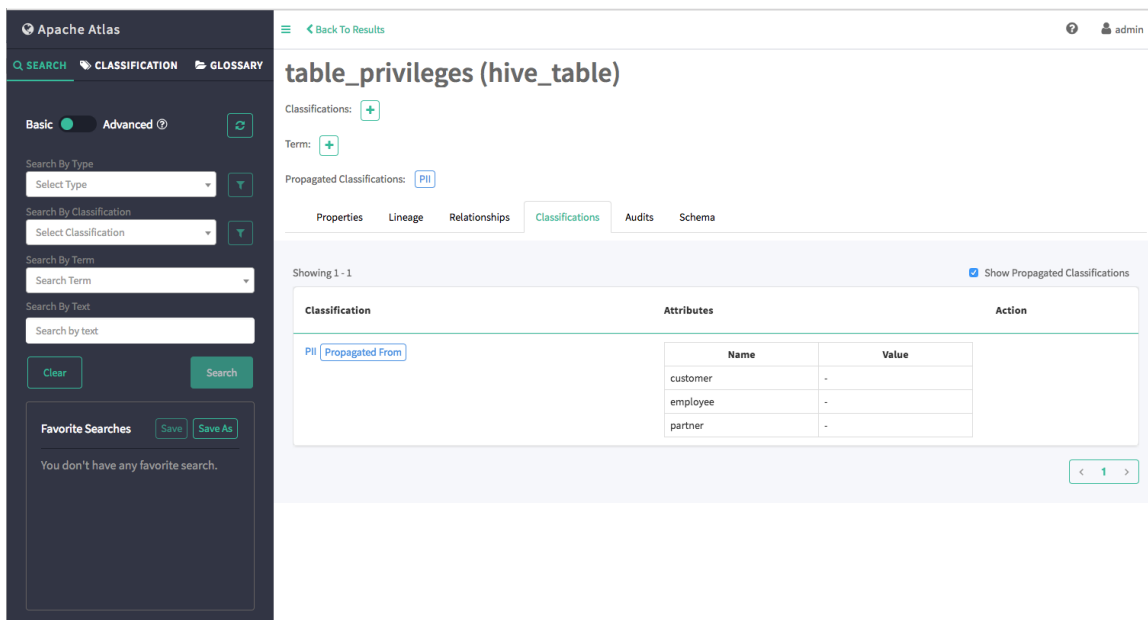 Apache Atlas
SEARCH CLASSIFICATION GLOSSARY
Basic Advanced
Search By Type
Select Type
Search By Classification
Select Classification
Search By Term
Search Term
Search By Text
Search by text
Clear Search
Favorite Searches Save Save As
You don't have any favorite search.
Back To Results admin
table_privileges (hive_table)
Classifications: +
Term: +
Propagated Classifications: PII
Properties Lineage Relationships Classifications Audits Schema
Showing 1 - 1 Show Propagated Classifications
Classification Attributes Action
PII Propagated From
Name Value
customer -
employee -
partner -
< 1 >